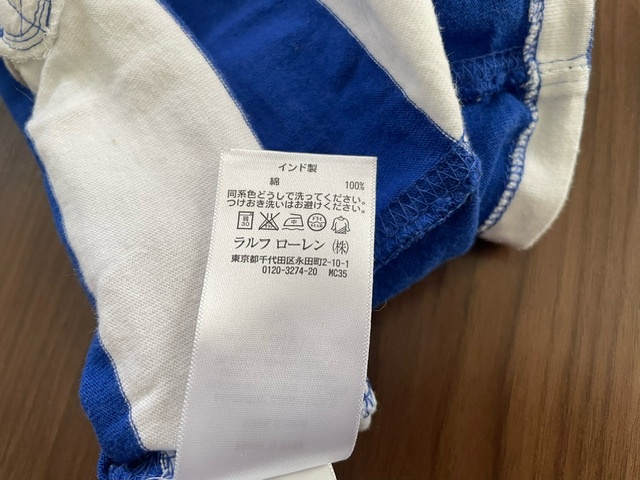 インド製
綿 100%
同系色どうしで洗ってください。
つけおき洗いはお避けください。
中
ラルフ ローレン (株)
東京都千代田区永田町2-10-1
0120-3274-20 MC35